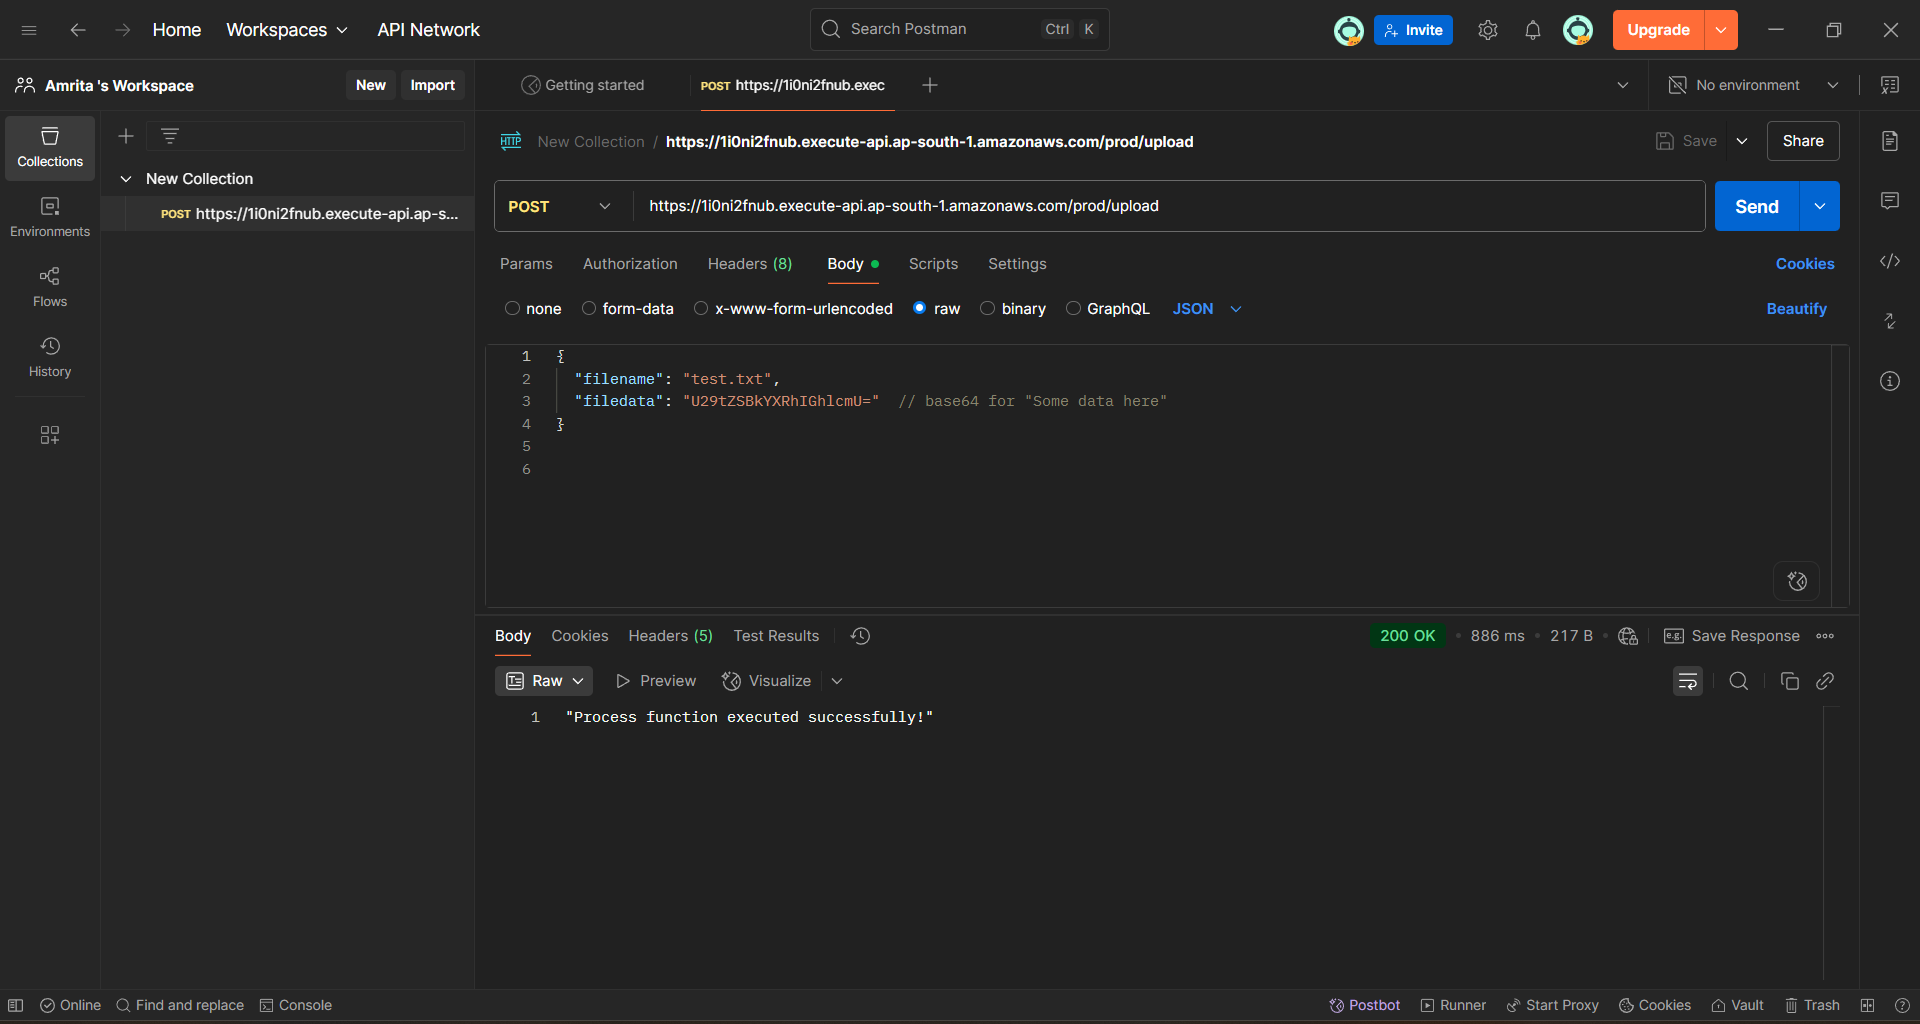 Home Workspaces API Network Search Postman Ctrl K Invite Upgrade
Amrita 's Workspace New Import Getting started POST https://1i0ni2fnub.exec No environment
Collections
Environments
Flows
History
New Collection
POST https://1i0ni2fnub.execute-api.ap-s...
HTTP New Collection / https://1i0ni2fnub.execute-api.ap-south-1.amazonaws.com/prod/upload Save Share
POST https://1i0ni2fnub.execute-api.ap-south-1.amazonaws.com/prod/upload Send
Params Authorization Headers (8) Body Scripts Settings Cookies
none form-data x-www-form-urlencoded raw binary GraphQL JSON Beautify
1 {
2 "filename": "test.txt",
3 "filedata": "U29tZSBkYXRhIGhlcmU=" // base64 for "Some data here"
4 }
5
6
Body Cookies Headers (5) Test Results 200 OK 886 ms 217 B e.g. Save Response
Raw Preview Visualize
1 "Process function executed successfully!"
Online Find and replace Console Postbot Runner Start Proxy Cookies Vault Trash